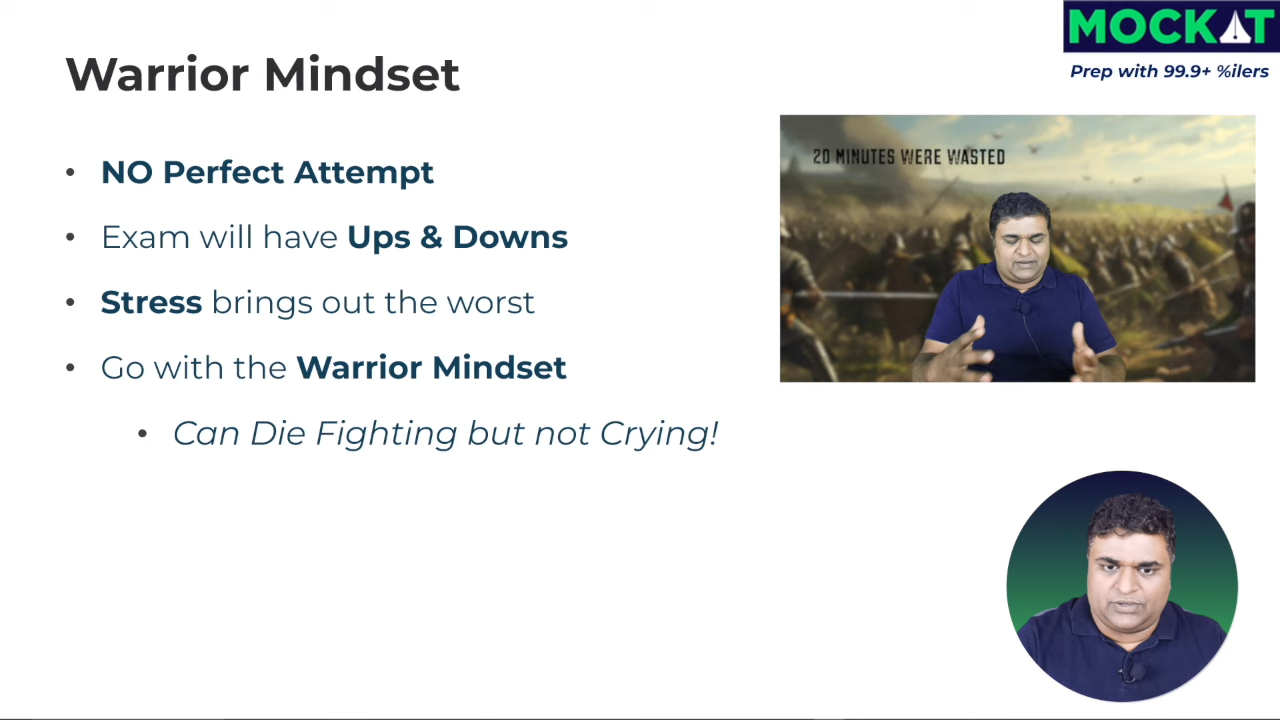 MOCKAT
Prep with 99.9+ %ilers
Warrior Mindset
• NO Perfect Attempt
• Exam will have Ups & Downs
• Stress brings out the worst
• Go with the Warrior Mindset
• Can Die Fighting but not Crying!
20 MINUTES WERE WASTED